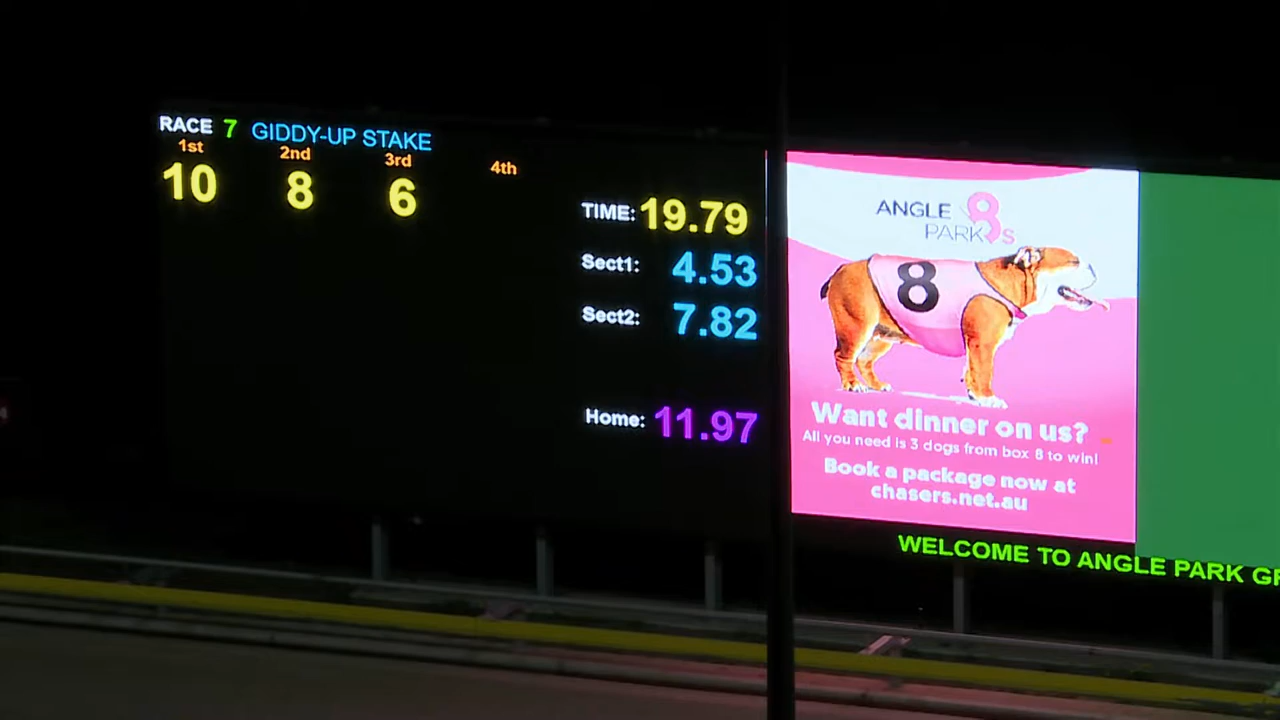 RACE 7 GIDDY-UP STAKE
1st 2nd 3rd 4th
10 8 6
TIME: 19.79
Sect1: 4.53
Sect2: 7.82
Home: 11.97
ANGLE
PARK 8s
8
Want dinner on us?
All you need is 3 dogs from box 8 to win!
Book a package now at
chasers.net.au
WELCOME TO ANGLE PARK GR